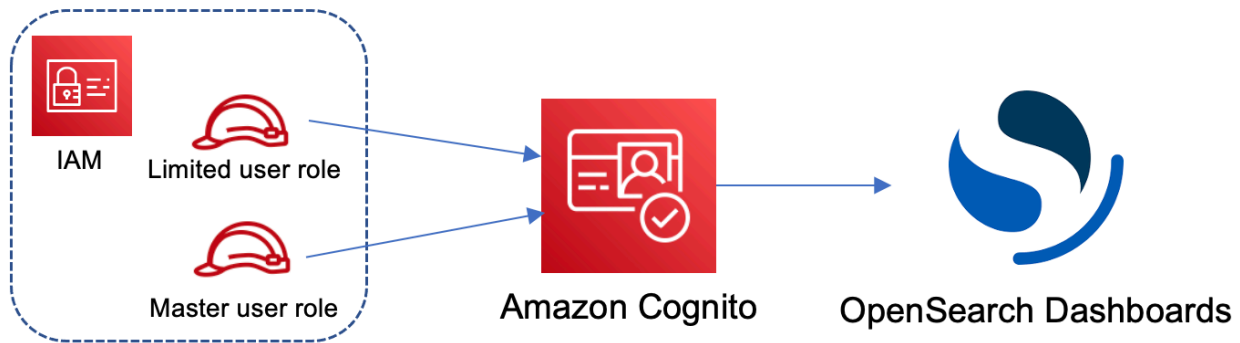 IAM
Limited user role
Master user role
Amazon Cognito
OpenSearch Dashboards